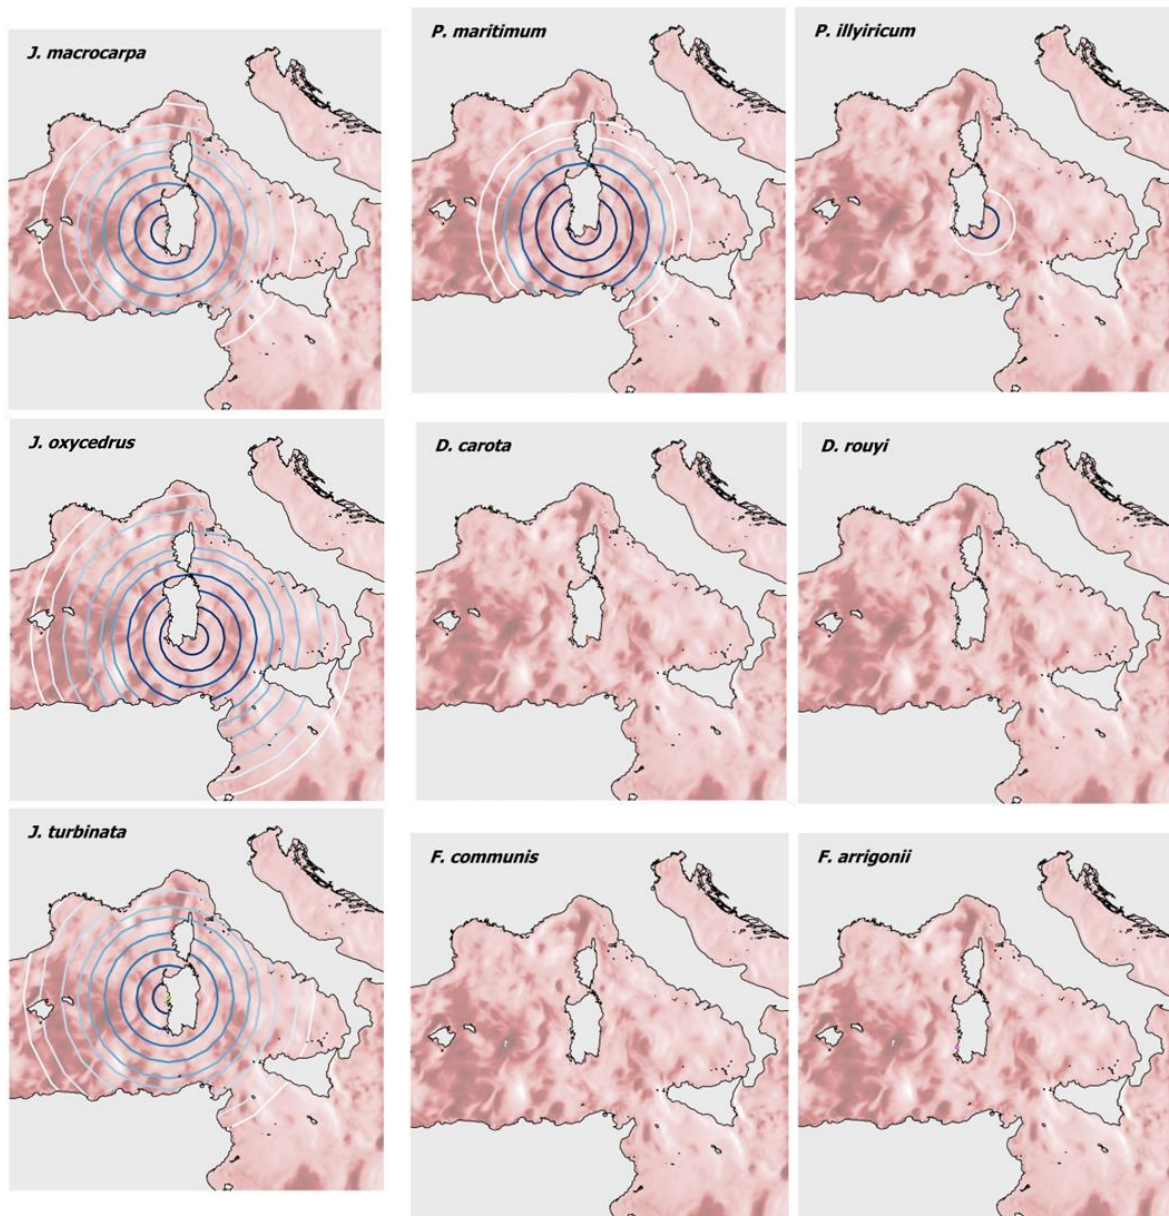 J. macrocarpa
P. maritimum
P. illyiricum
J. oxycedrus
D. carota
D. rouyi
J. turbinata
F. communis
F. arrigonii